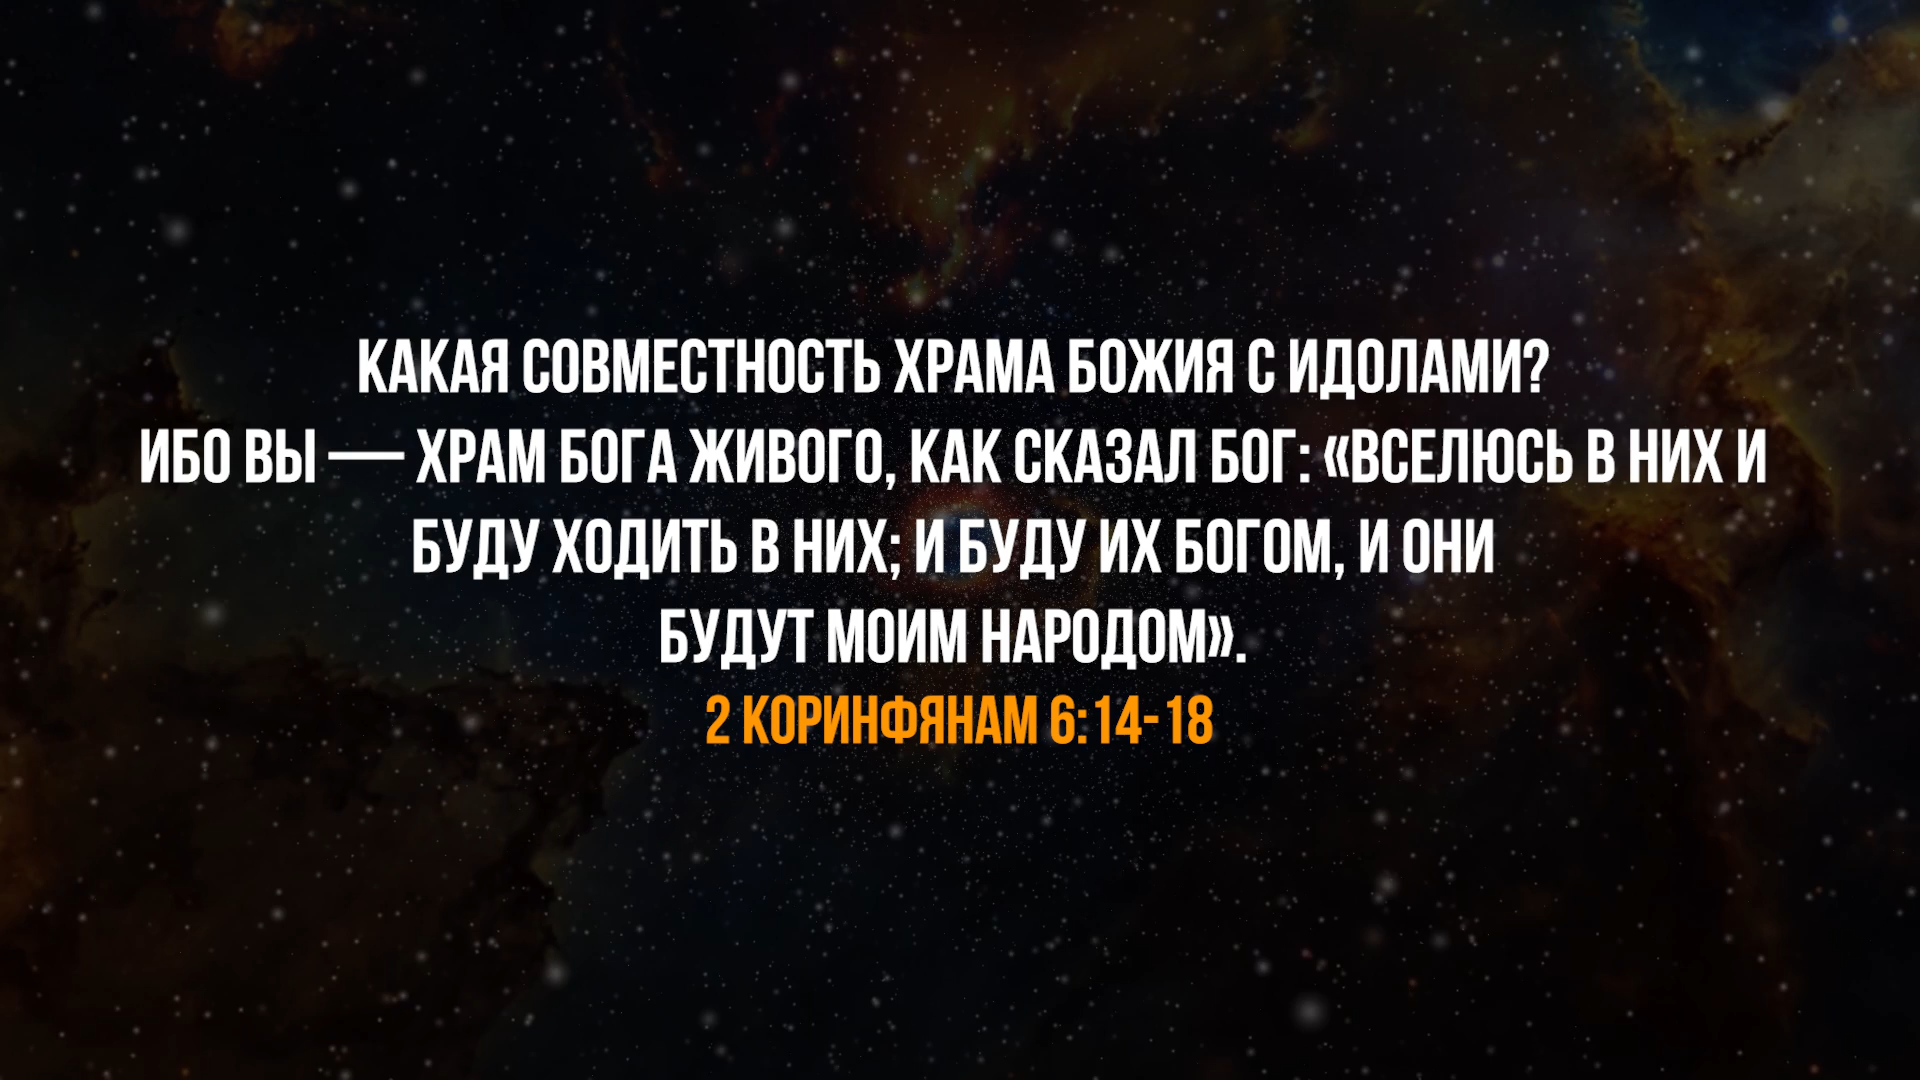 КАКАЯ СОВМЕСТНОСТЬ ХРАМА БОЖИЯ С ИДОЛАМИ?
ИБО ВЫ — ХРАМ БОГА ЖИВОГО, КАК СКАЗАЛ БОГ: «ВСЕЛЮСЬ В НИХ И
БУДУ ХОДИТЬ В НИХ; И БУДУ ИХ БОГОМ, И ОНИ
БУДУТ МОИМ НАРОДОМ».
2 КОРИНФЯНАМ 6:14-18